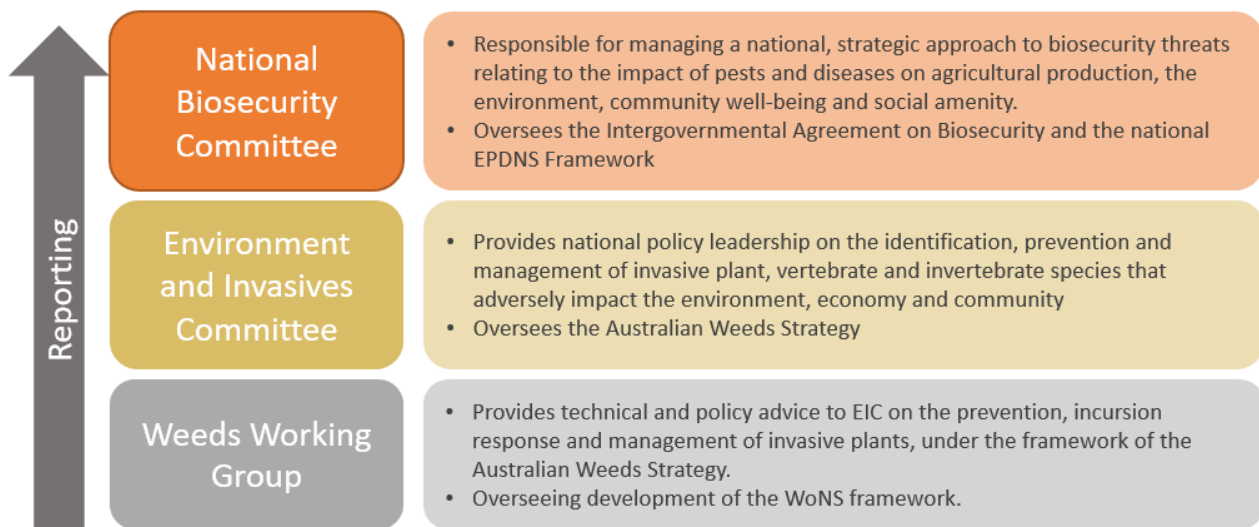 Reporting
National
Biosecurity
Committee
• Responsible for managing a national, strategic approach to biosecurity threats
relating to the impact of pests and diseases on agricultural production, the
environment, community well-being and social amenity.
• Oversees the Intergovernmental Agreement on Biosecurity and the national
EPDNS Framework
Environment
and Invasives
Committee
• Provides national policy leadership on the identification, prevention and
management of invasive plant, vertebrate and invertebrate species that
adversely impact the environment, economy and community
• Oversees the Australian Weeds Strategy
Weeds Working
Group
• Provides technical and policy advice to EIC on the prevention, incursion
response and management of invasive plants, under the framework of the
Australian Weeds Strategy.
• Overseeing development of the WoNS framework.